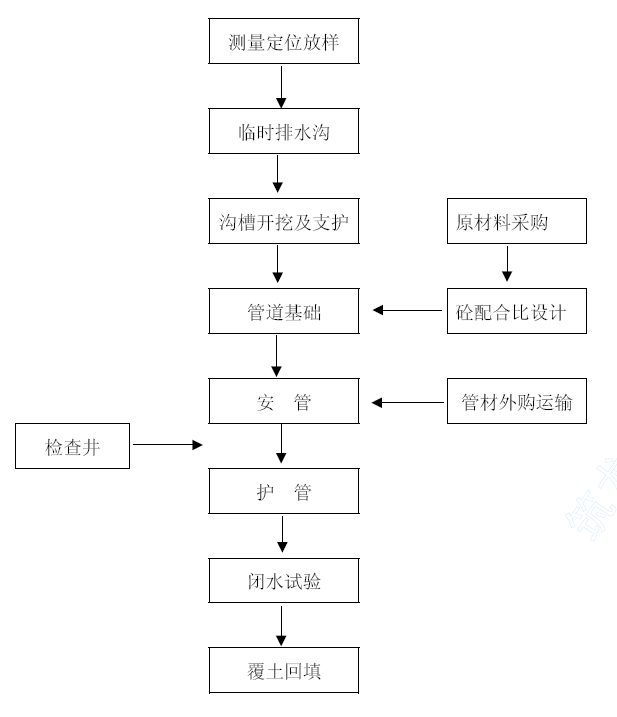 测量定位放样
临时排水沟
沟槽开挖及支护
原材料采购
管道基础
砼配合比设计
安　管
管材外购运输
检查井
护　管
闭水试验
覆土回填
筑龙